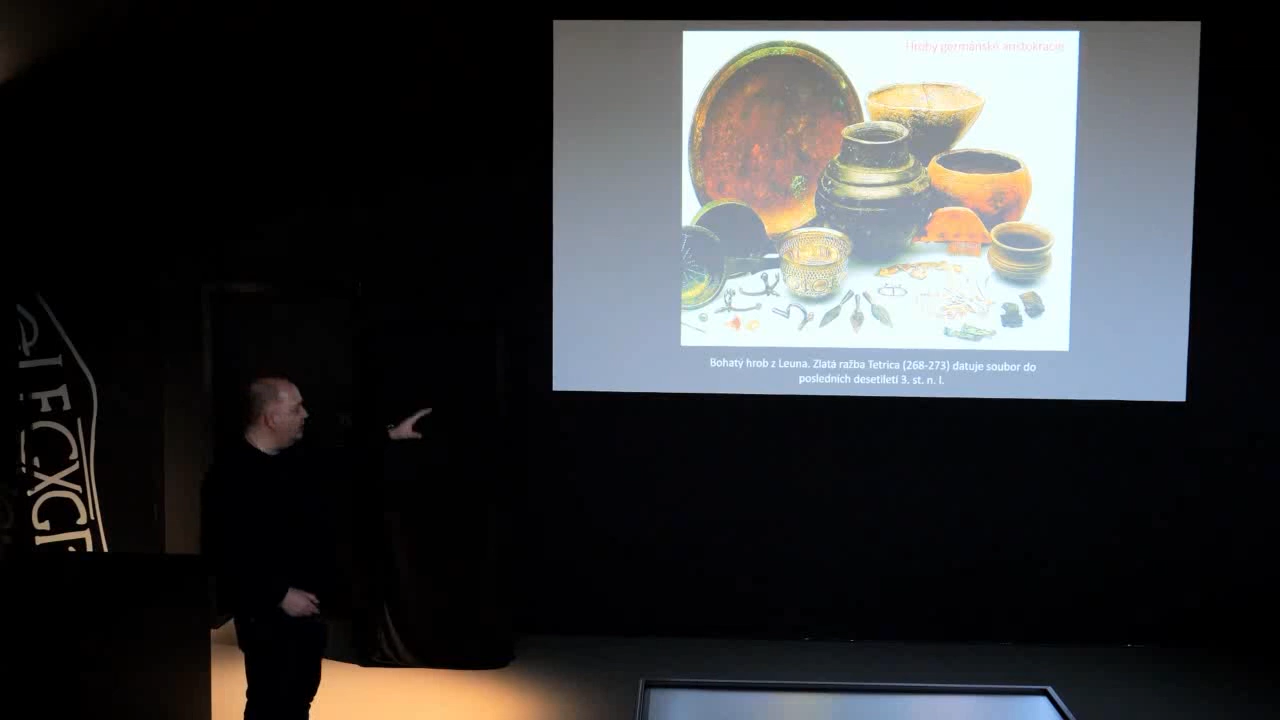 Hroby germánské aristokracie
Bohatý hrob z Leuna. Zlatá ražba Tetrica (268-273) datuje soubor do
posledních desetiletí 3. st. n. l.